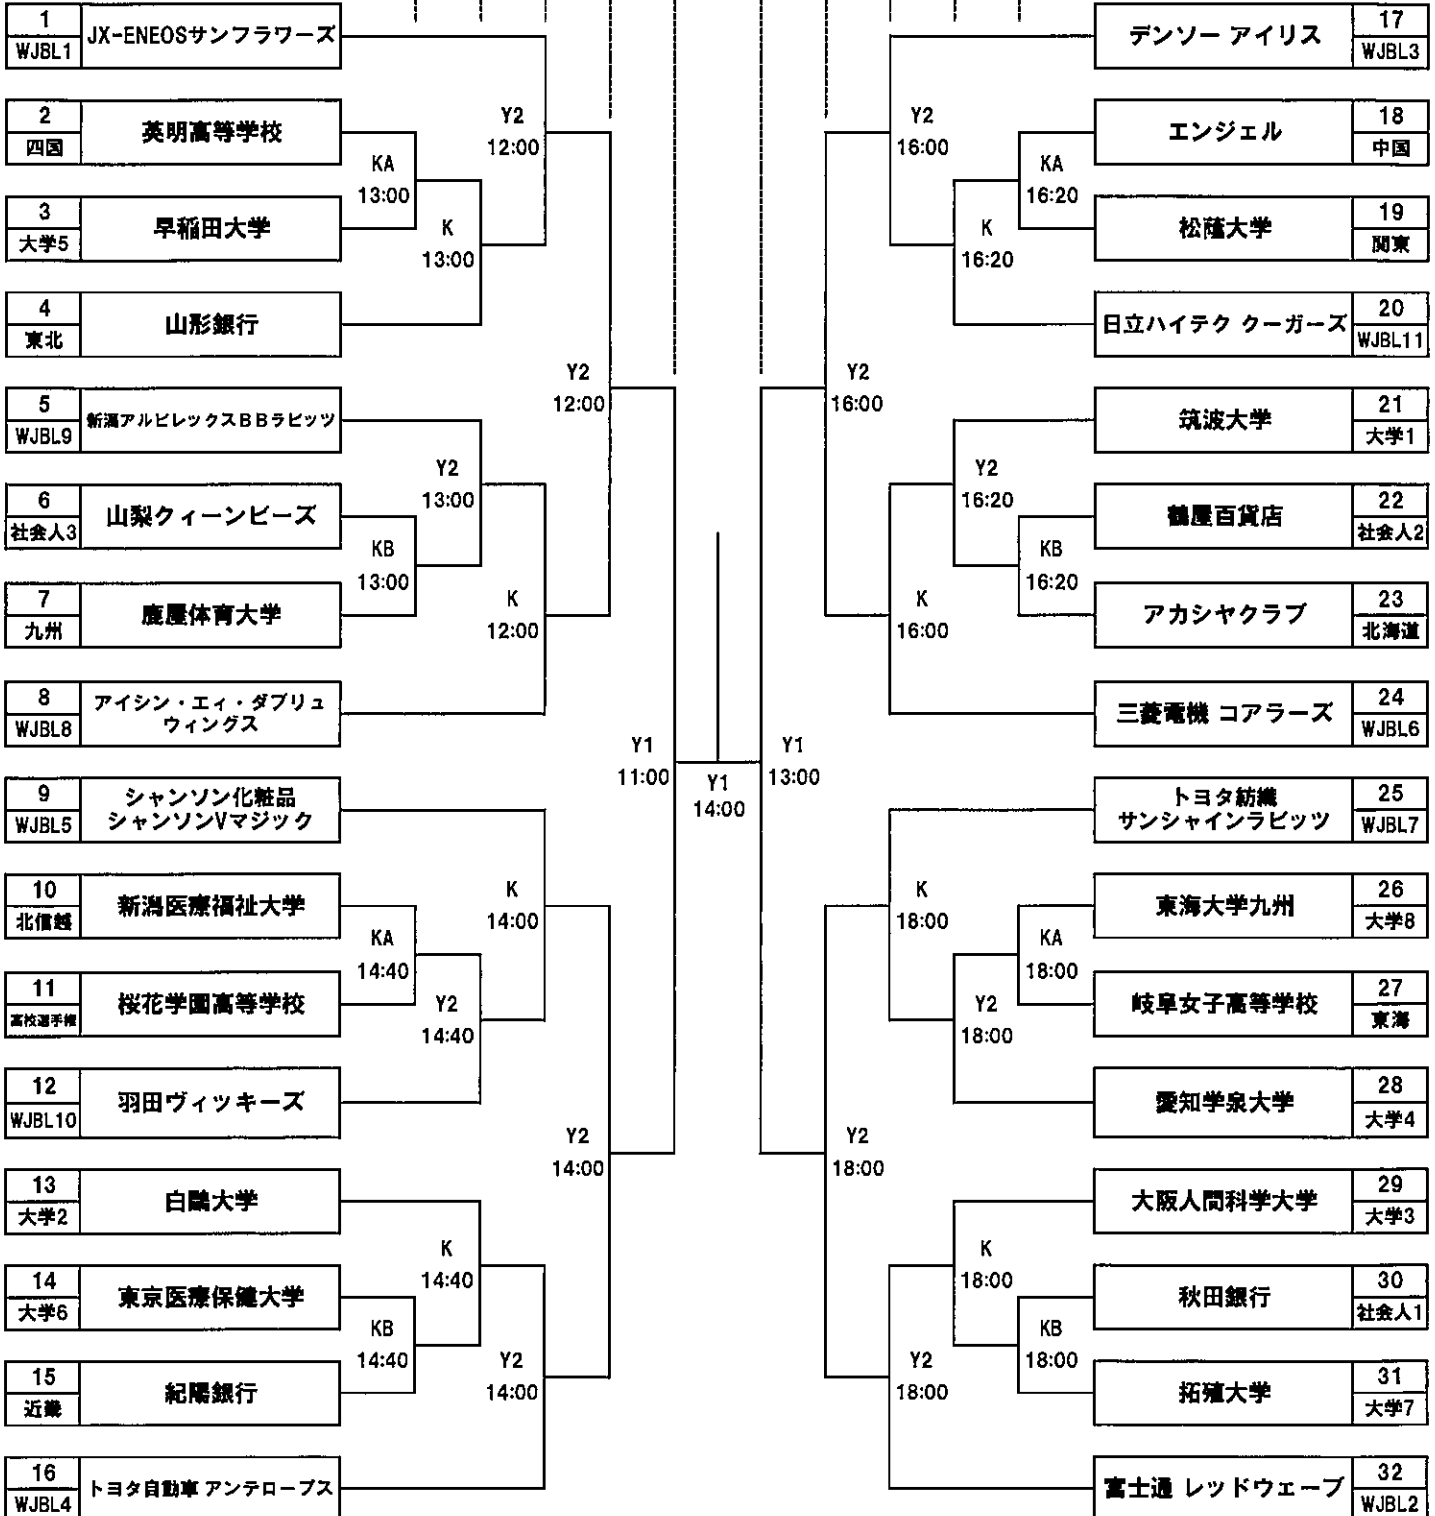 1
WJBL1
JX-ENEOSサンフラワーズ
2
四国
英明高等学校
3
大学5
早稲田大学
4
東北
山形銀行
5
WJBL9
新潟アルビレックスBBラビッツ
6
社会人3
山梨クィーンビーズ
7
九州
鹿屋体育大学
8
WJBL8
アイシン・エィ・ダブリュ
ウィングス
9
WJBL5
シャンソン化粧品
シャンソンVマジック
10
北信越
新潟医療福祉大学
11
高校選手権
桜花学園高等学校
12
WJBL10
羽田ヴィッキーズ
13
大学2
白鷗大学
14
大学6
東京医療保健大学
15
近畿
紀陽銀行
16
WJBL4
トヨタ自動車 アンテロープス
KA
13:00
KB
13:00
KA
14:40
KB
14:40
K
13:00
Y2
13:00
Y2
14:40
K
14:40
Y2
12:00
K
12:00
K
14:00
Y2
14:00
Y2
12:00
Y2
14:00
Y1
11:00
Y1
14:00
Y1
13:00
Y2
16:00
Y2
18:00
Y2
16:00
K
16:00
K
18:00
Y2
18:00
K
16:20
Y2
16:20
Y2
18:00
K
18:00
KA
16:20
KB
16:20
KA
18:00
KB
18:00
デンソー アイリス
17
WJBL3
エンジェル
18
中国
松蔭大学
19
関東
日立ハイテク クーガーズ
20
WJBL11
筑波大学
21
大学1
鶴屋百貨店
22
社会人2
アカシヤクラブ
23
北海道
三菱電機 コアラーズ
24
WJBL6
トヨタ紡織
サンシャインラビッツ
25
WJBL7
東海大学九州
26
大学8
岐阜女子高等学校
27
東海
愛知学泉大学
28
大学4
大阪人間科学大学
29
大学3
秋田銀行
30
社会人1
拓殖大学
31
大学7
富士通 レッドウェーブ
32
WJBL2